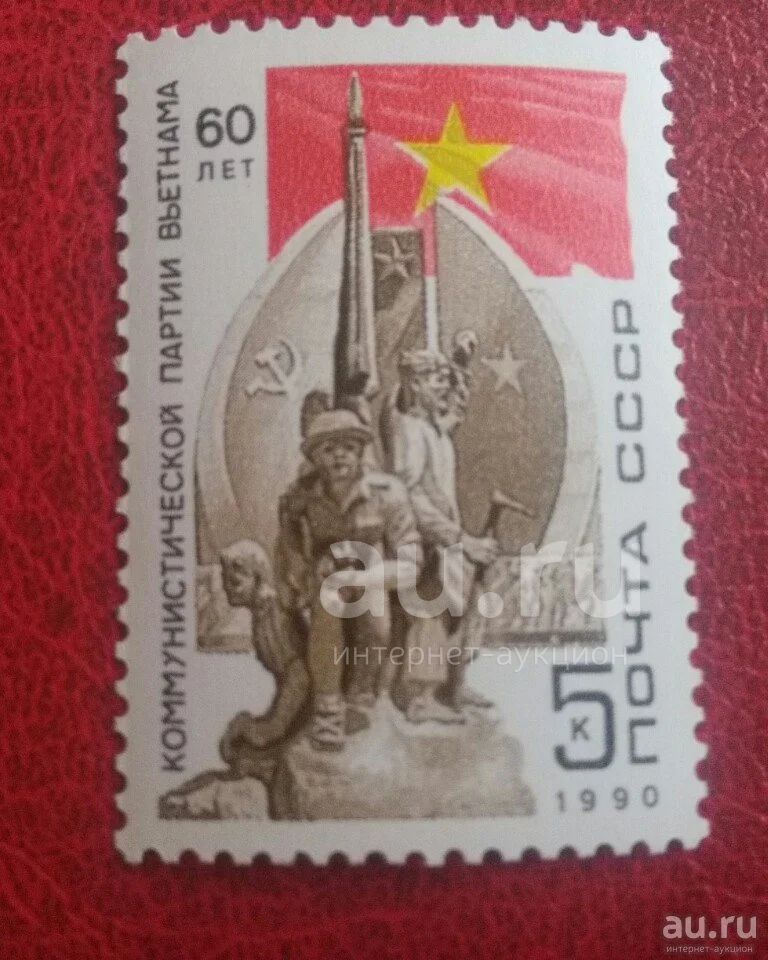 60
ЛЕТ
КОММУНИСТИЧЕСКОЙ ПАРТИИ ВЬЕТНАМА
ПОЧТА СССР
5
К
1990
au.ru
интернет-аукцион
au.ru
интернет-аукцион